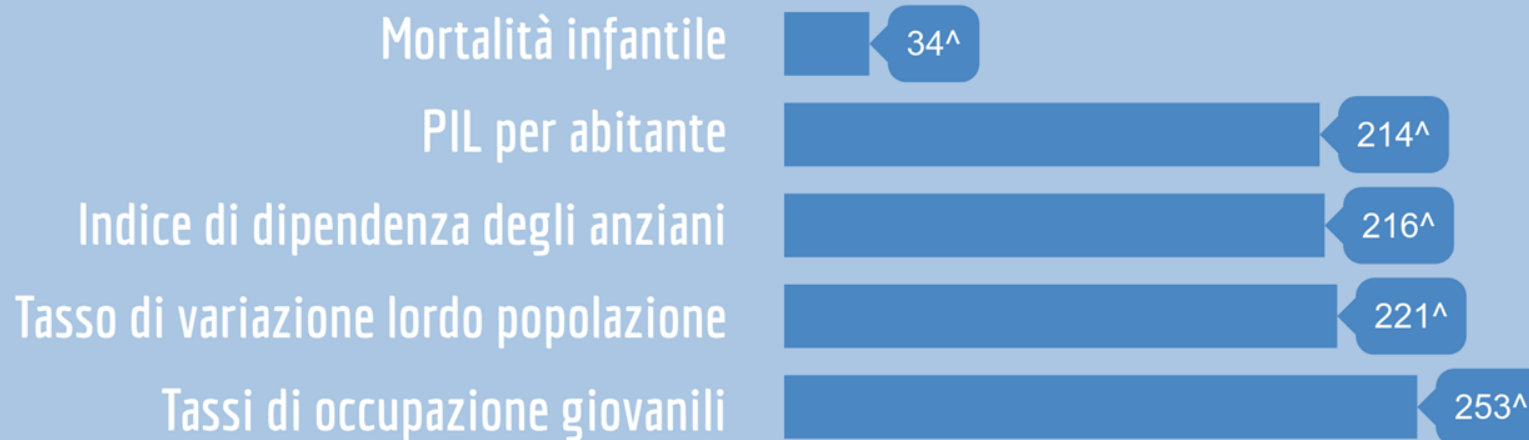 Mortalità infantile 34^
PIL per abitante 214^
Indice di dipendenza degli anziani 216^
Tasso di variazione lordo popolazione 221^
Tassi di occupazione giovanili 253^